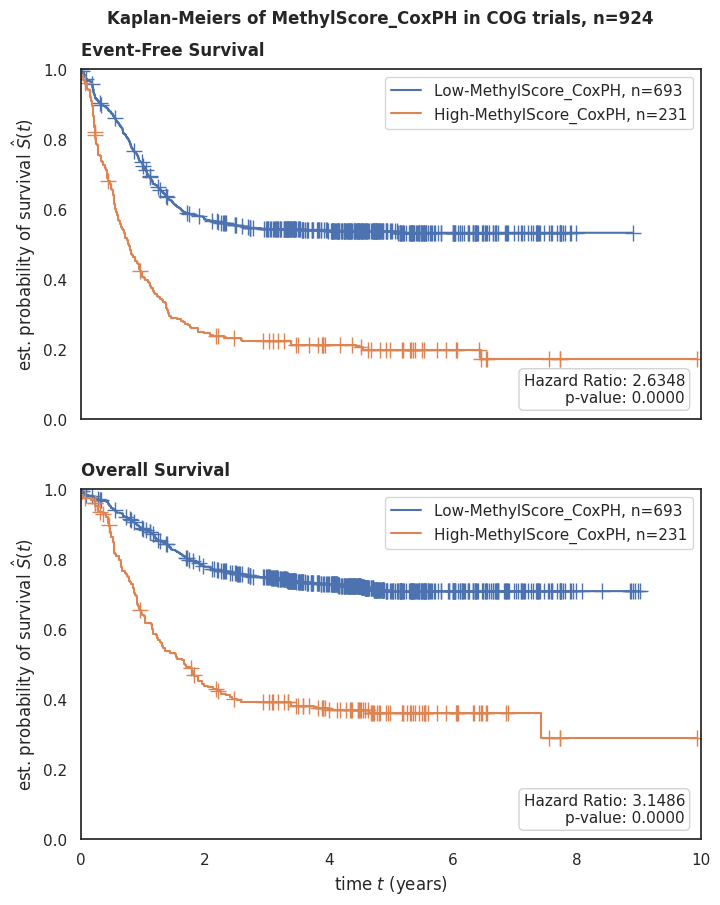 Kaplan-Meiers of MethylScore_CoxPH in COG trials, n=924
Event-Free Survival
1.0
0.8
0.6
0.4
0.2
0.0
est. probability of survival Ŝ(t)
Low-MethylScore_CoxPH, n=693
High-MethylScore_CoxPH, n=231
Hazard Ratio: 2.6348
p-value: 0.0000
Overall Survival
1.0
0.8
0.6
0.4
0.2
0.0
est. probability of survival Ŝ(t)
Low-MethylScore_CoxPH, n=693
High-MethylScore_CoxPH, n=231
Hazard Ratio: 3.1486
p-value: 0.0000
0 2 4 6 8 10
time t (years)